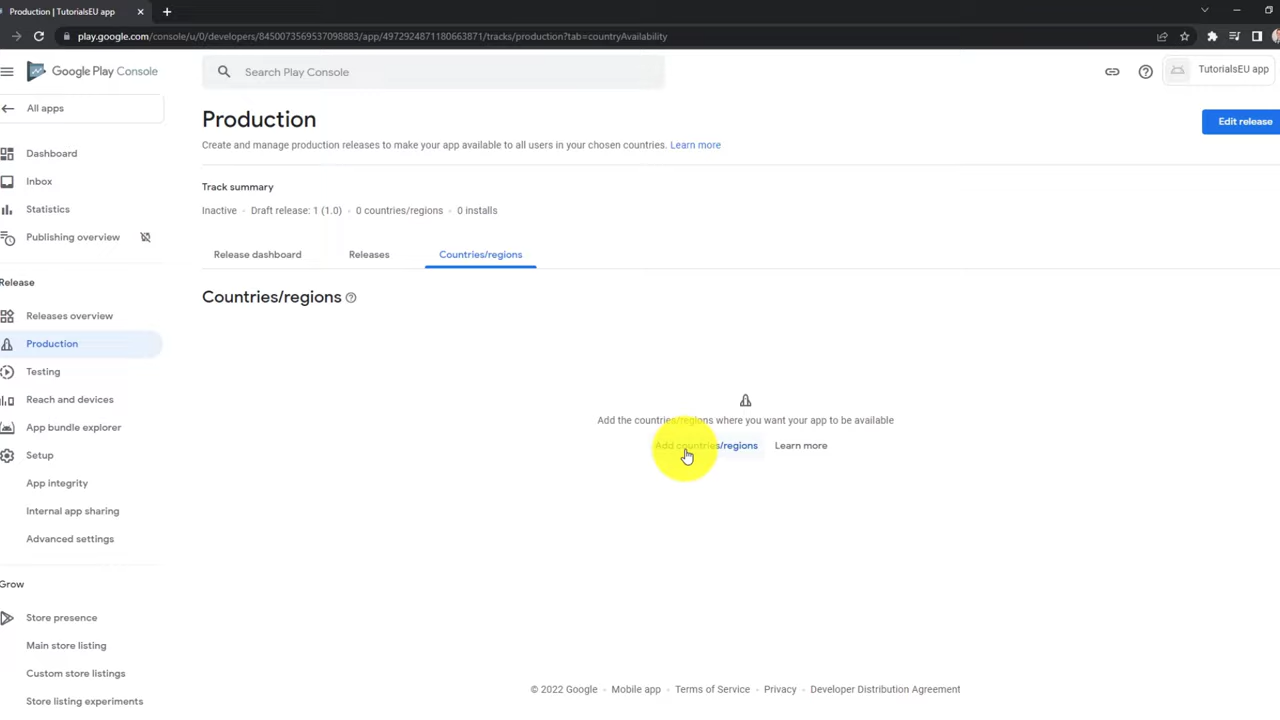 Production | TutorialsEU app
play.google.com/console/u/0/developers/8450073569537098883/app/4972924871180663871/tracks/production?tab=countryAvailability
Google Play Console
Search Play Console
TutorialsEU app
All apps
Production
Edit release
Create and manage production releases to make your app available to all users in your chosen countries. Learn more
Dashboard
Inbox
Statistics
Publishing overview
Release
Releases overview
Production
Testing
Reach and devices
App bundle explorer
Setup
App integrity
Internal app sharing
Advanced settings
Grow
Store presence
Main store listing
Custom store listings
Store listing experiments
Track summary
Inactive · Draft release: 1 (1.0) · 0 countries/regions · 0 installs
Release dashboard Releases Countries/regions
Countries/regions
Add the countries/regions where you want your app to be available
Add countries/regions Learn more
© 2022 Google · Mobile app · Terms of Service · Privacy · Developer Distribution Agreement